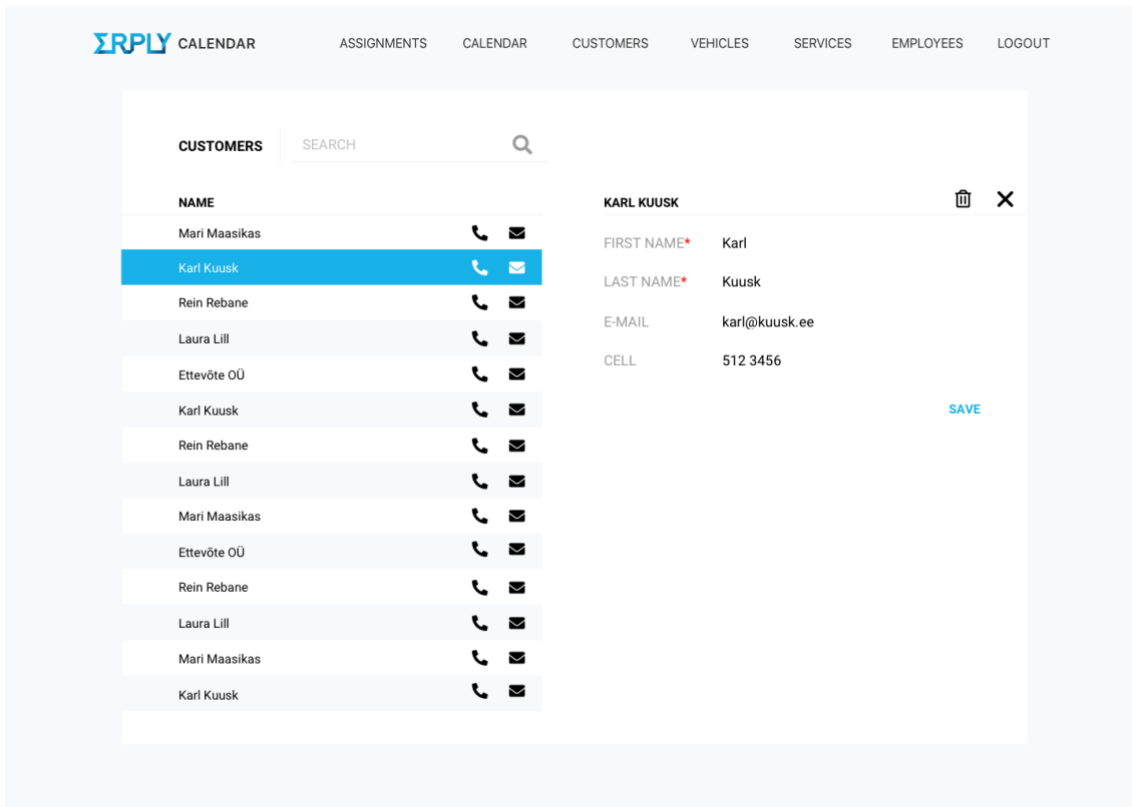 ERPLY CALENDAR ASSIGNMENTS CALENDAR CUSTOMERS VEHICLES SERVICES EMPLOYEES LOGOUT
CUSTOMERS SEARCH
NAME
Mari Maasikas
Karl Kuusk
Rein Rebane
Laura Lill
Ettevõte OÜ
Karl Kuusk
Rein Rebane
Laura Lill
Mari Maasikas
Ettevõte OÜ
Rein Rebane
Laura Lill
Mari Maasikas
Karl Kuusk
KARL KUUSK
FIRST NAME* Karl
LAST NAME* Kuusk
E-MAIL karl@kuusk.ee
CELL 512 3456
SAVE